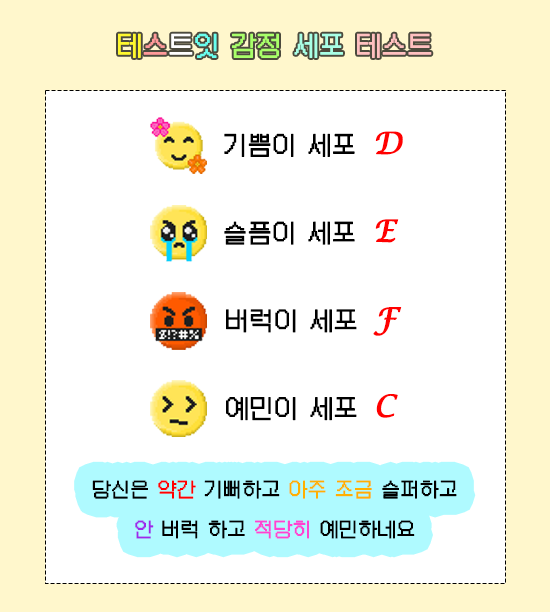 테스트잇 감정 세포 테스트
기쁨이 세포 D
슬픔이 세포 E
$!?#%
버럭이 세포 F
예민이 세포 C
당신은 약간 기뻐하고 아주 조금 슬퍼하고
안 버럭 하고 적당히 예민하네요